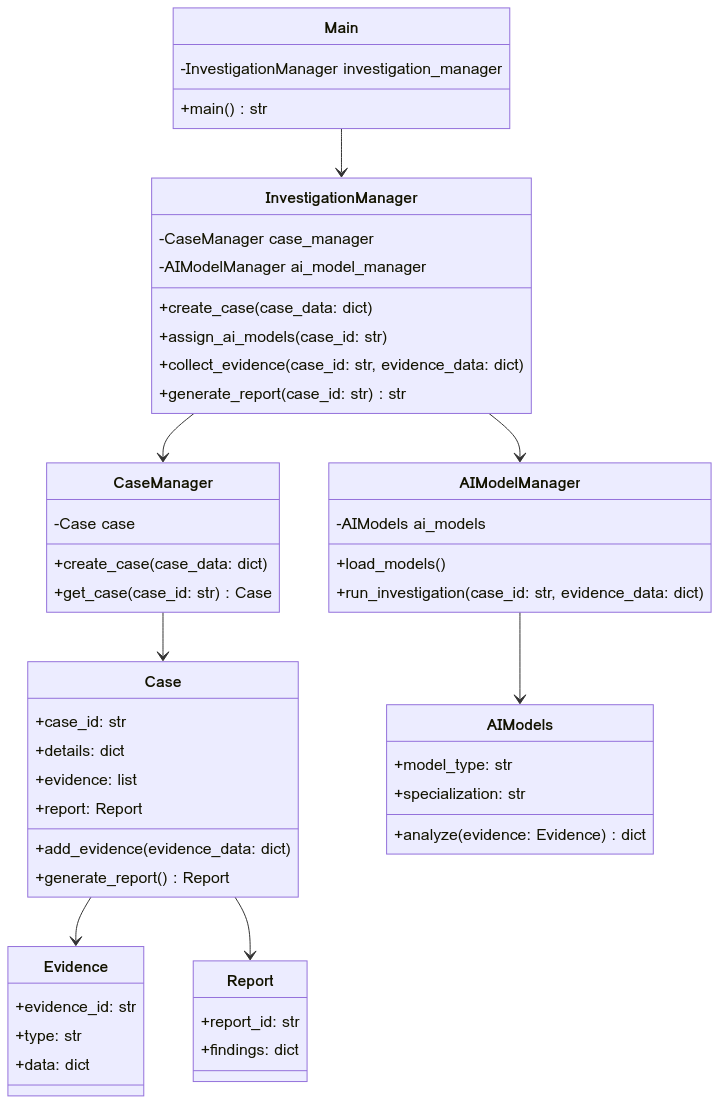 Main
-InvestigationManager investigation_manager
+main() : str
InvestigationManager
-CaseManager case_manager
-AIModelManager ai_model_manager
+create_case(case_data: dict)
+assign_ai_models(case_id: str)
+collect_evidence(case_id: str, evidence_data: dict)
+generate_report(case_id: str) : str
CaseManager
-Case case
+create_case(case_data: dict)
+get_case(case_id: str) : Case
AIModelManager
-AIModels ai_models
+load_models()
+run_investigation(case_id: str, evidence_data: dict)
Case
+case_id: str
+details: dict
+evidence: list
+report: Report
+add_evidence(evidence_data: dict)
+generate_report() : Report
AIModels
+model_type: str
+specialization: str
+analyze(evidence: Evidence) : dict
Evidence
+evidence_id: str
+type: str
+data: dict
Report
+report_id: str
+findings: dict